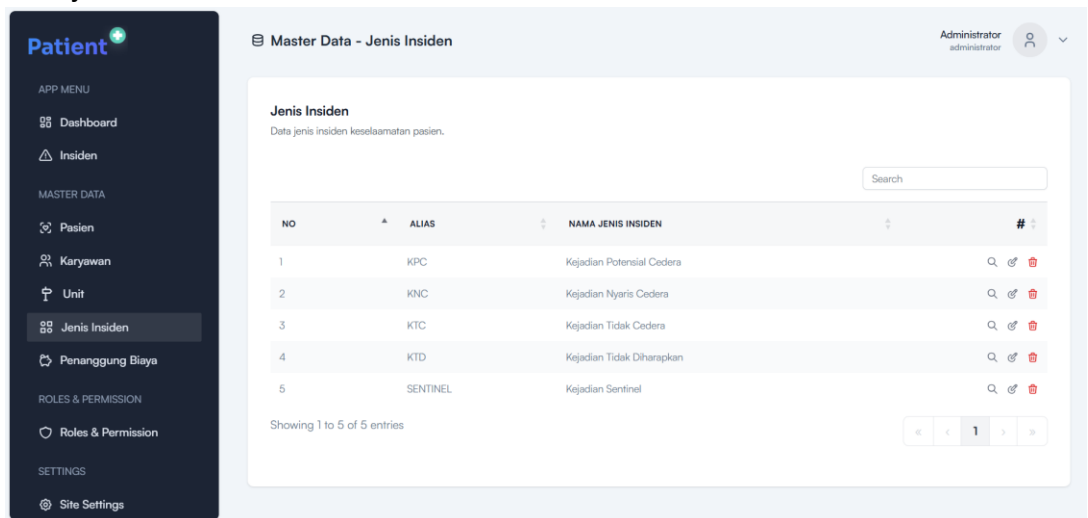 Patient
APP MENU
Dashboard
Insiden
MASTER DATA
Pasien
Karyawan
Unit
Jenis Insiden
Penanggung Biaya
ROLES & PERMISSION
Roles & Permission
SETTINGS
Site Settings
Master Data - Jenis Insiden
Administrator
administrator
Jenis Insiden
Data jenis insiden keselaamatan pasien.
Search
NO ALIAS NAMA JENIS INSIDEN #
1 KPC Kejadian Potensial Cedera
2 KNC Kejadian Nyaris Cedera
3 KTC Kejadian Tidak Cedera
4 KTD Kejadian Tidak Diharapkan
5 SENTINEL Kejadian Sentinel
Showing 1 to 5 of 5 entries
« ‹ 1 › »